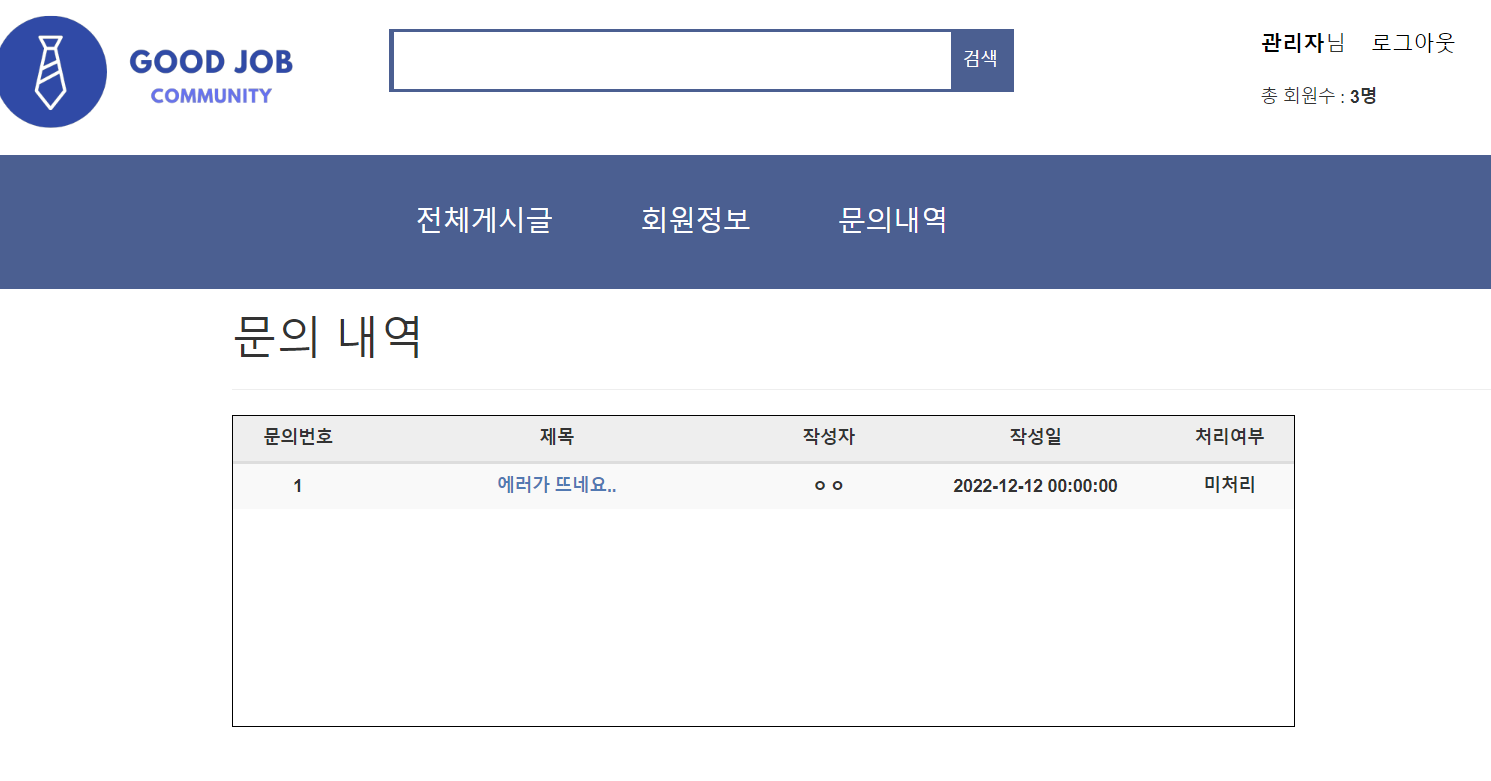 GOOD JOB
COMMUNITY
검색
관리자님 로그아웃
총 회원수 : 3명
전체게시글 회원정보 문의내역
문의 내역
문의번호 제목 작성자 작성일 처리여부
1 에러가 뜨네요.. ㅇㅇ 2022-12-12 00:00:00 미처리